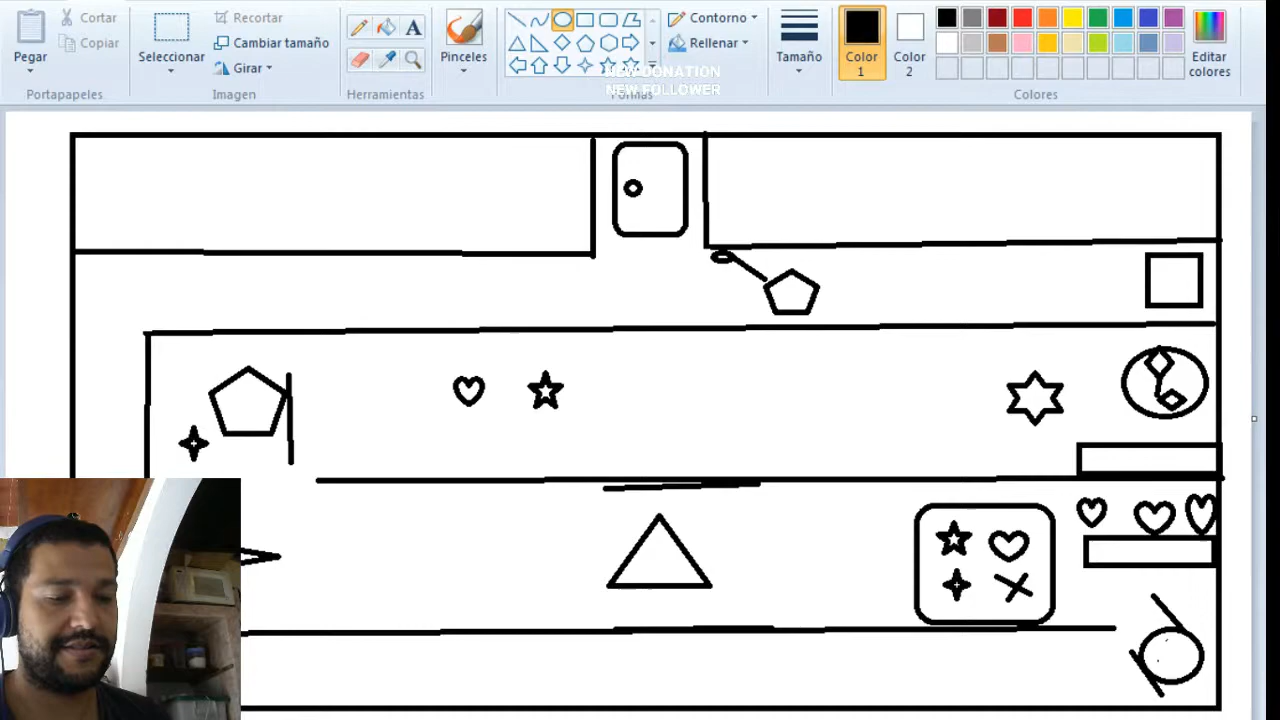 Pegar
Cortar
Copiar
Portapapeles
Seleccionar
Recortar
Cambiar tamaño
Girar
Imagen
A
Herramientas
Pinceles
Formas
Contorno
Rellenar
NEW DONATION
NEW FOLLOWER
Tamaño
Color
1
Color
2
Colores
Editar
colores